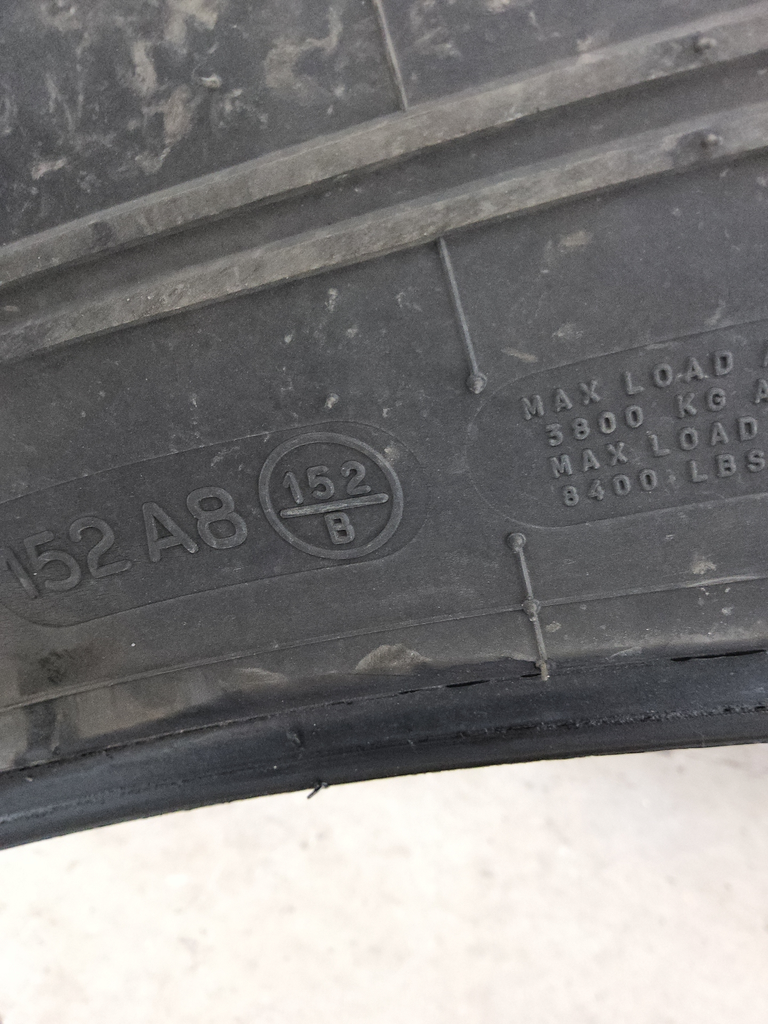 152 A8
152
B
MAX LOAD
3800 KG
MAX LOAD
8400 LBS